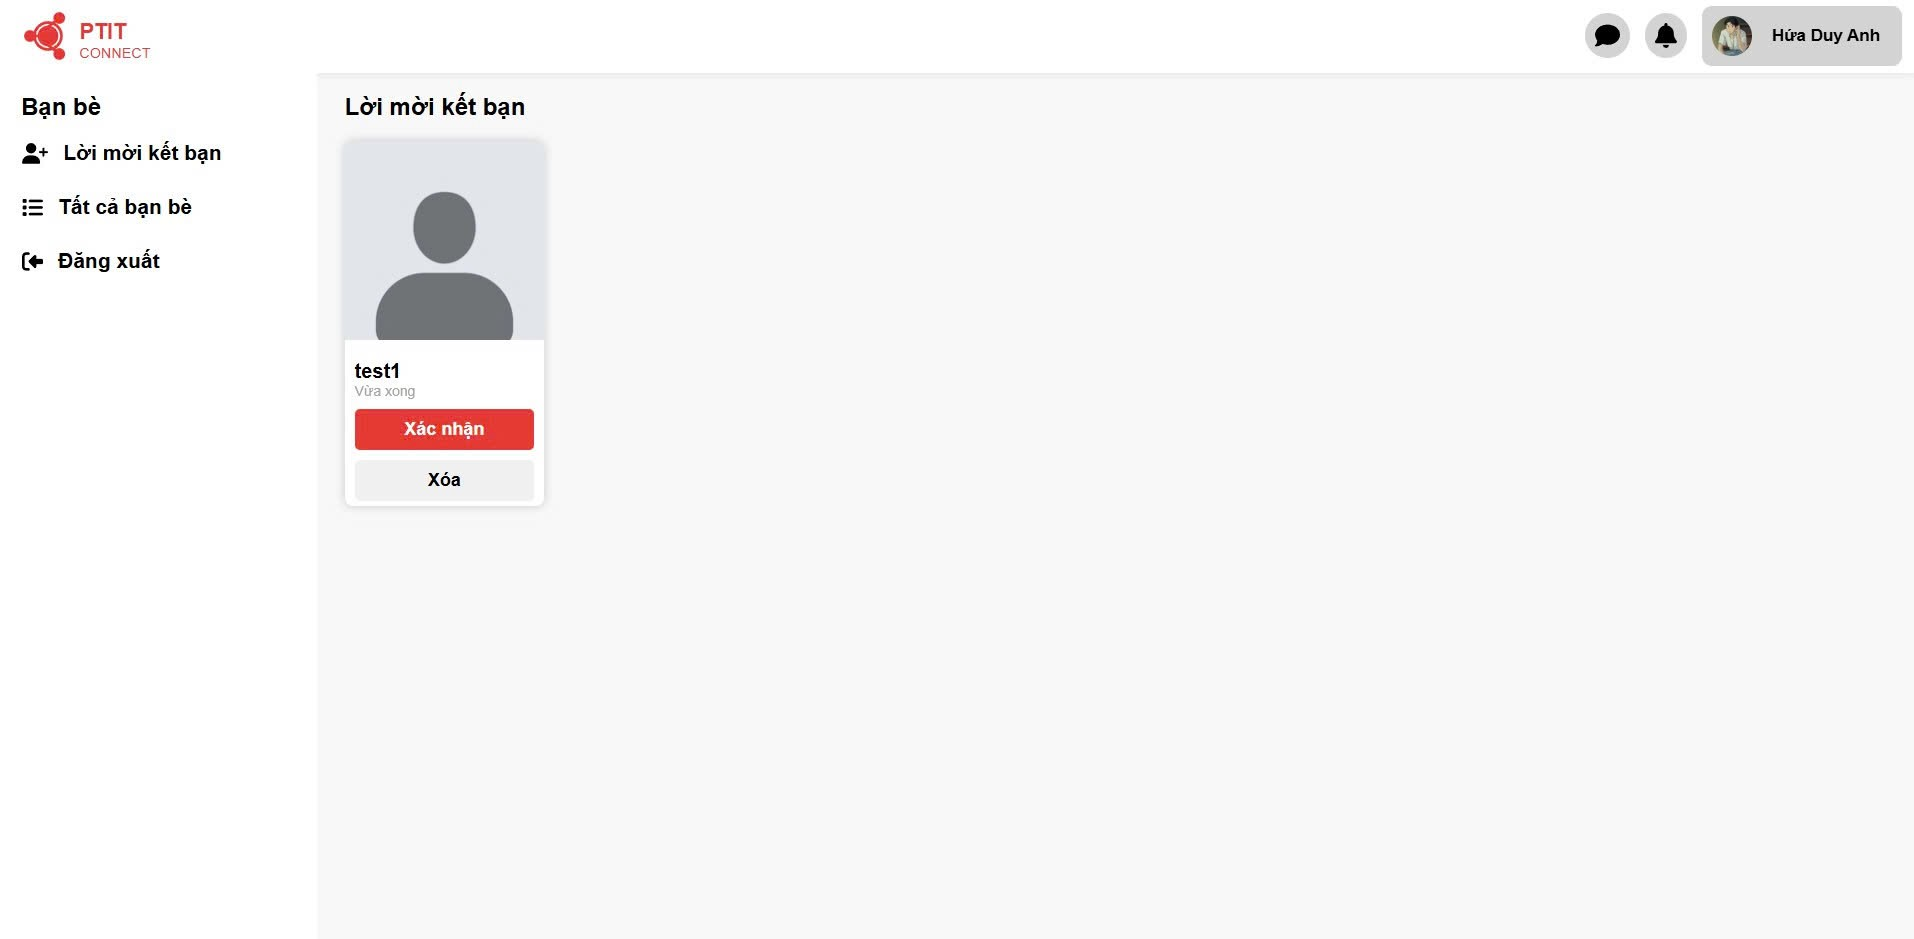 PTIT
CONNECT
Hứa Duy Anh
Bạn bè
Lời mời kết bạn
Tất cả bạn bè
Đăng xuất
Lời mời kết bạn
test1
Vừa xong
Xác nhận
Xóa